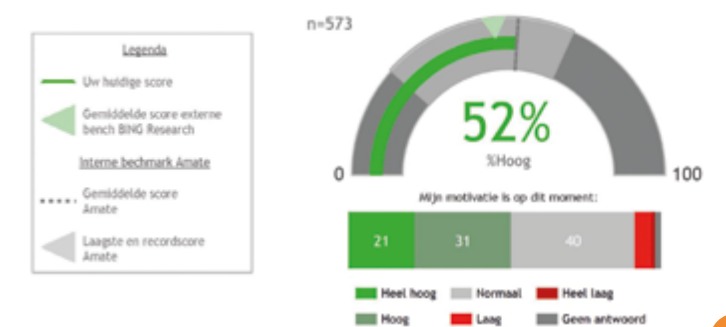 n=573
Legenda
Uw huidige score
Gemiddelde score externe
bench BING Research
Interne bechmark Amate
Gemiddelde score
Amate
Laagste en recordscore
Amate
52%
%Hoog
0
100
Mijn motivatie is op dit moment:
21
31
40
Heel hoog
Normaal
Heel laag
Hoog
Laag
Geen antwoord